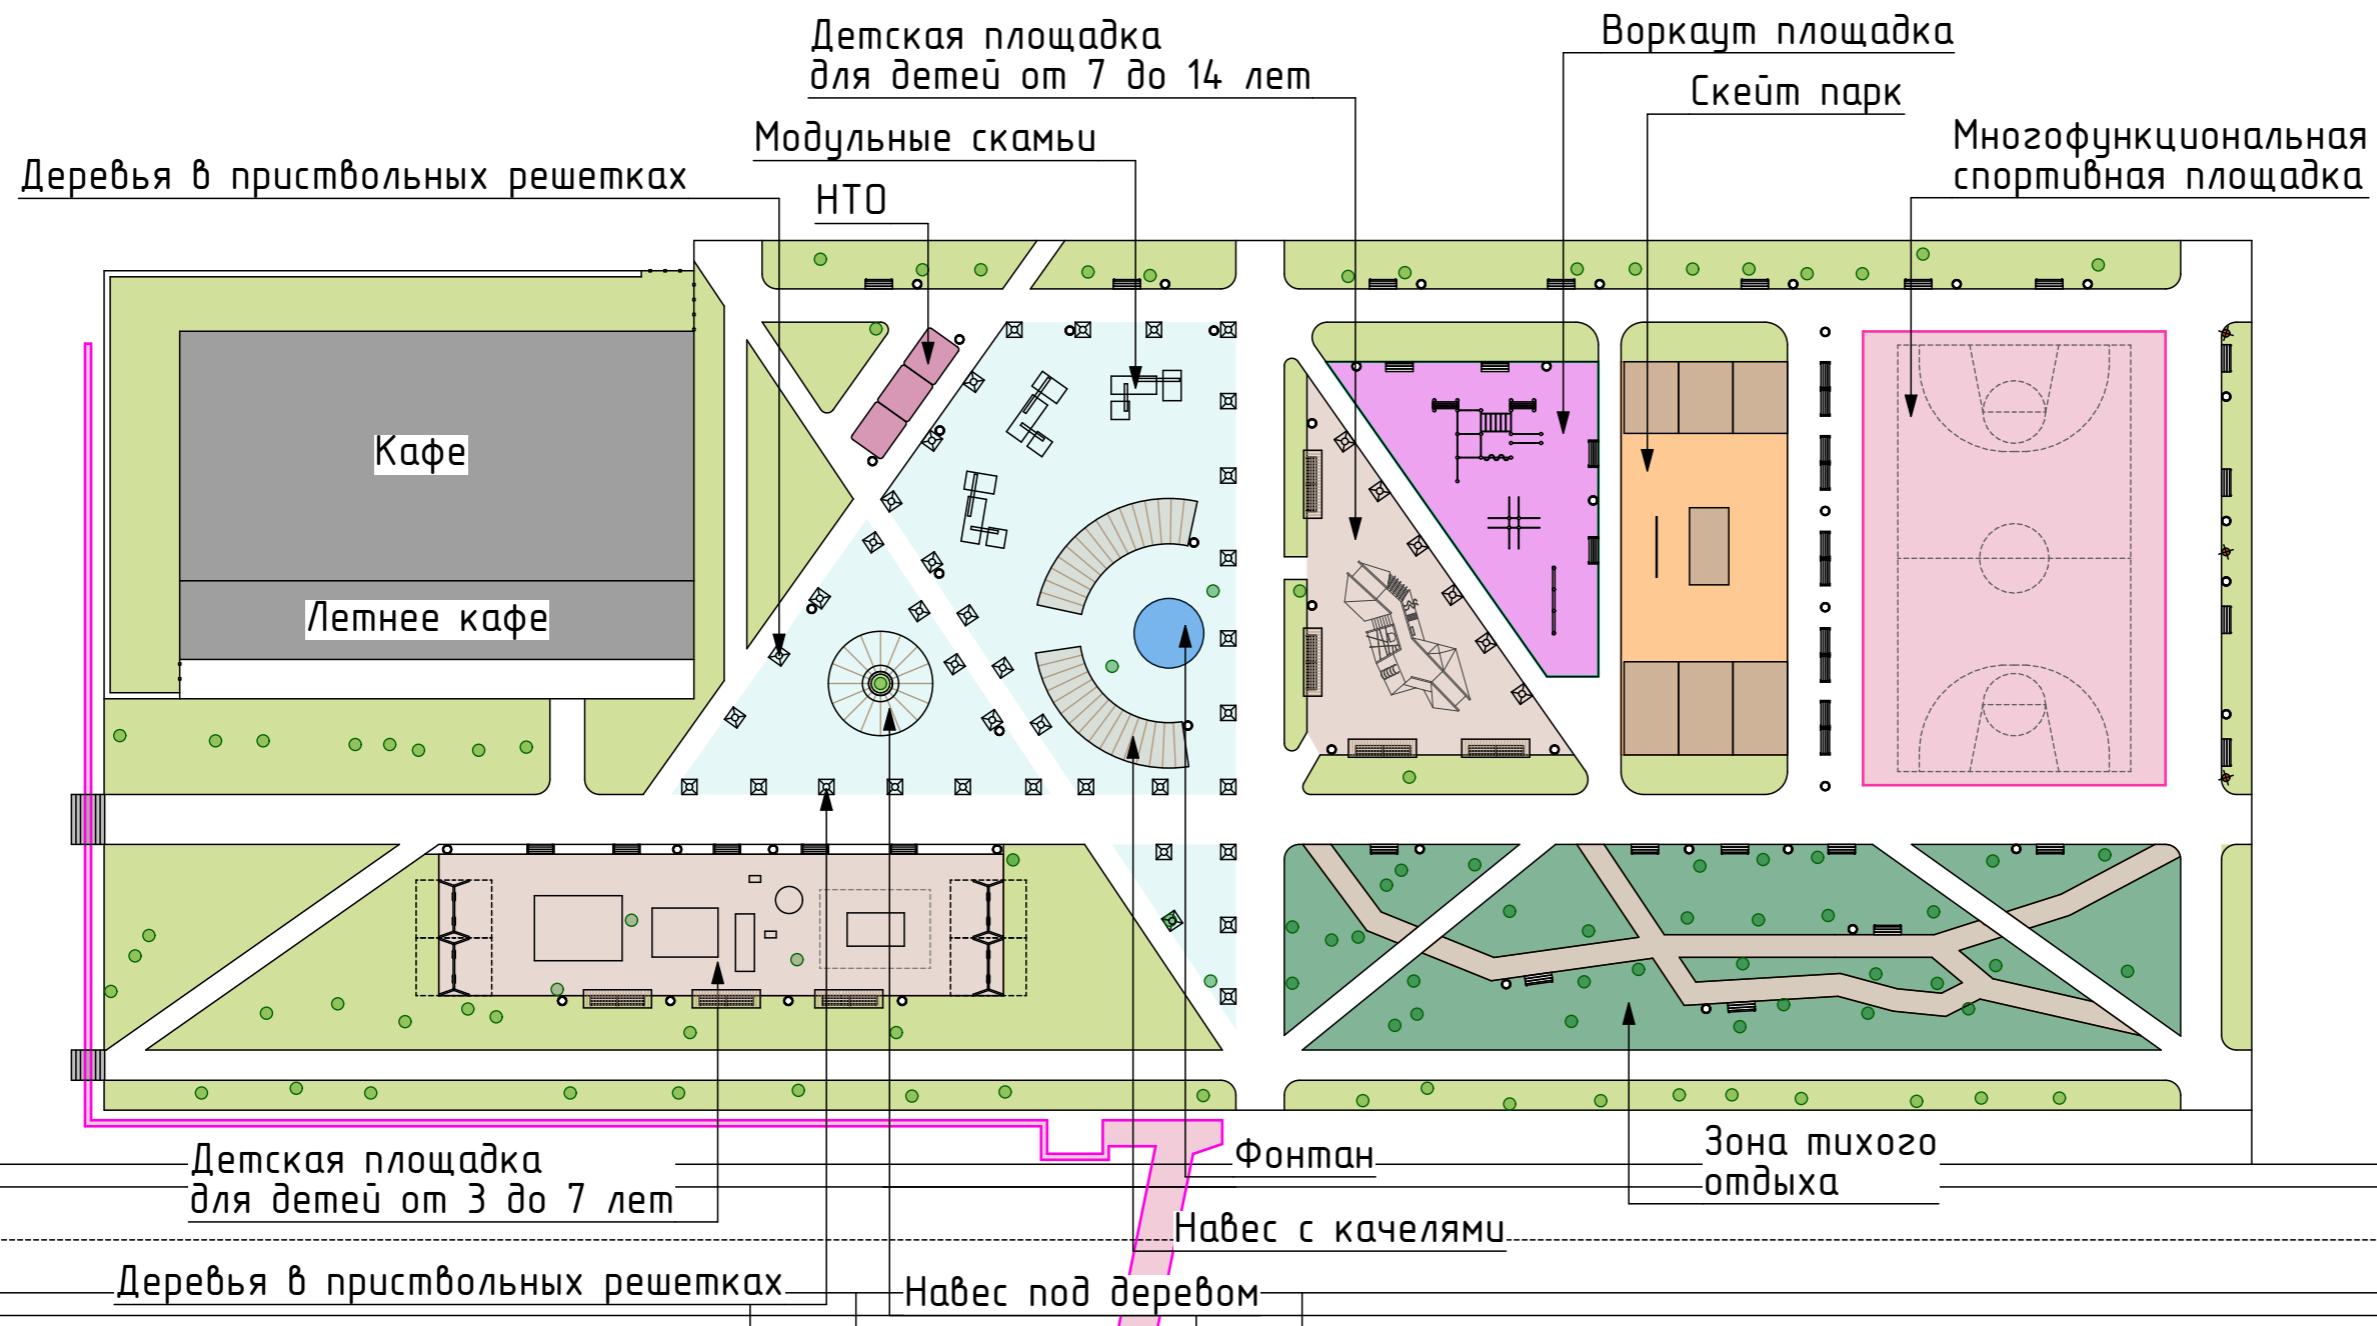 Детская площадка
для детей от 7 до 14 лет
Воркаут площадка
Скейт парк
Модульные скамьи
Многофункциональная
спортивная площадка
Деревья в приствольных решетках
НТО
Кафе
Летнее кафе
Детская площадка
для детей от 3 до 7 лет
Фонтан
Зона тихого
отдыха
Навес с качелями
Деревья в приствольных решетках
Навес под деревом